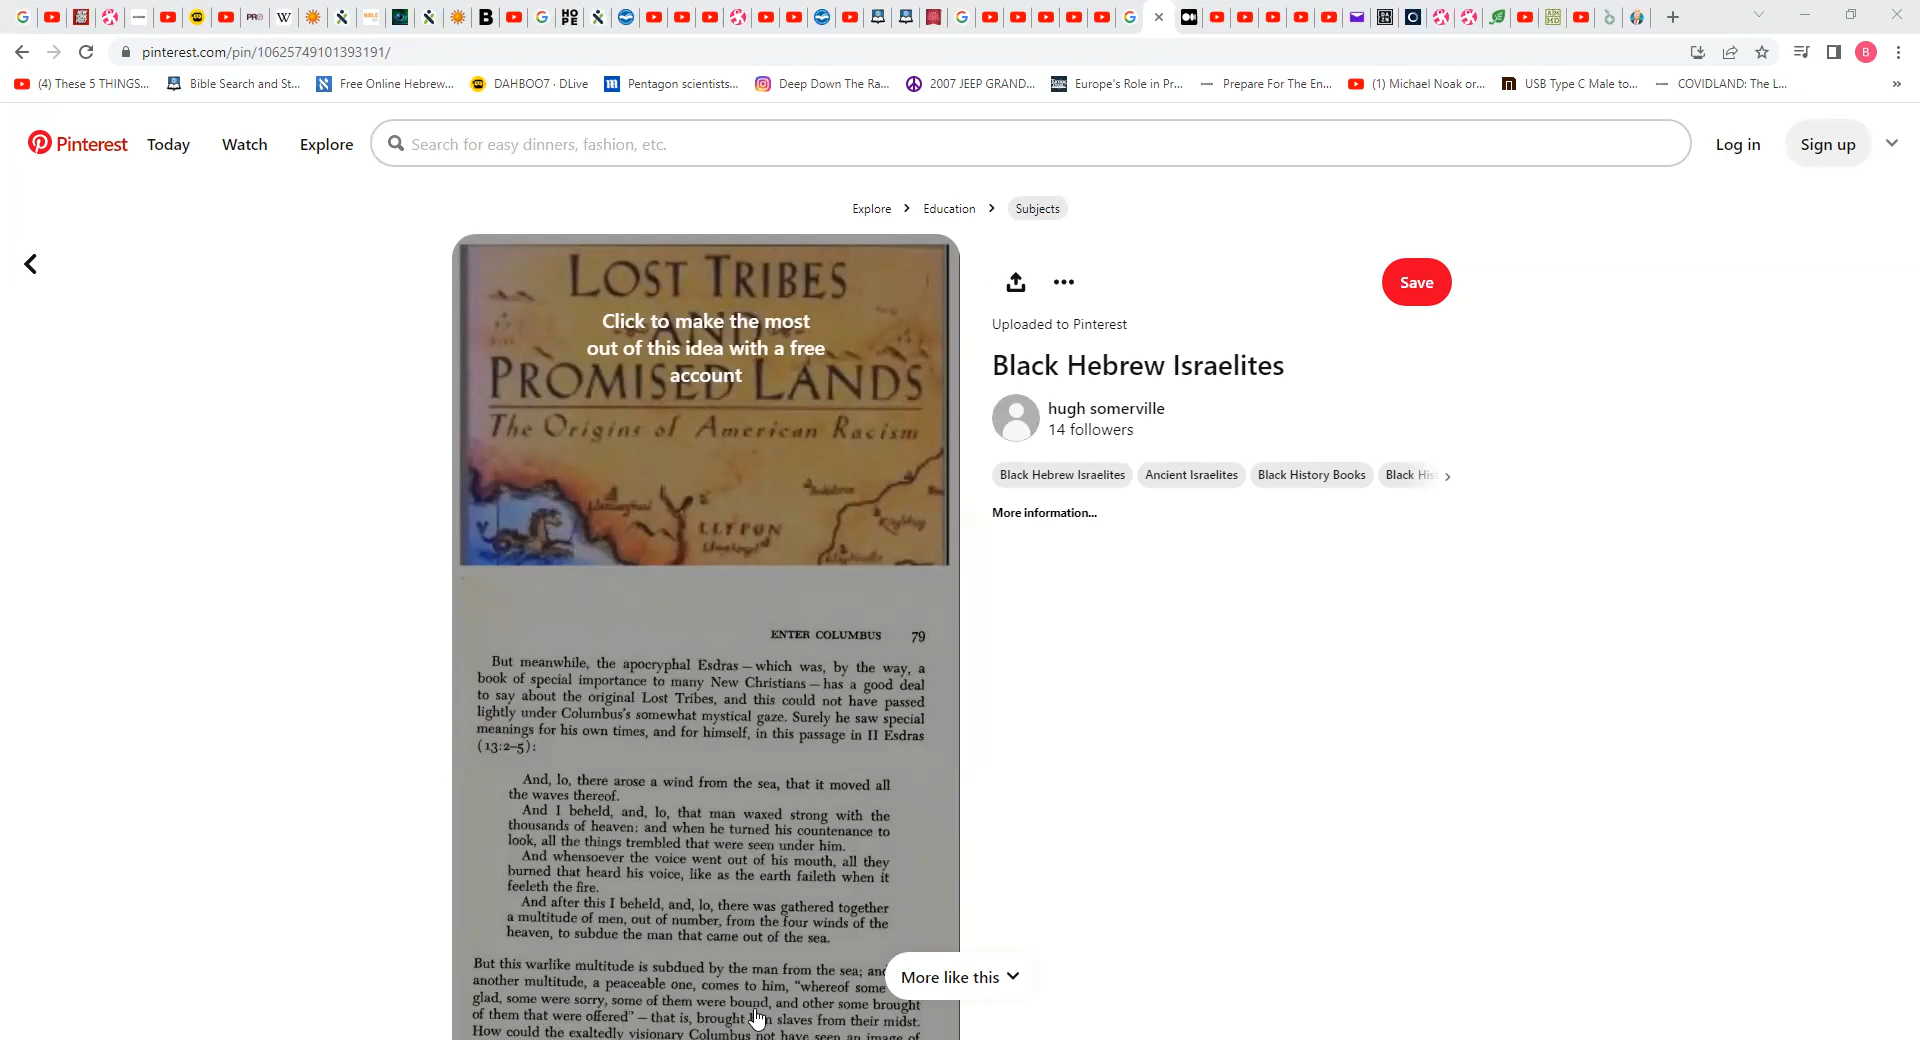 pinterest.com/pin/10625749101393191/
B
(4) These 5 THINGS...
Bible Search and St...
Free Online Hebrew...
DAHBOO7 · DLive
Pentagon scientists...
Deep Down The Ra...
2007 JEEP GRAND...
Europe's Role in Pr...
Prepare For The En...
(1) Michael Noak or...
USB Type C Male to...
COVIDLAND: The L...
Pinterest
Today
Watch
Explore
Search for easy dinners, fashion, etc.
Log in
Sign up
Explore
Education
Subjects
LOST TRIBES
AND
PROMISED LANDS
The Origins of American Racism
Click to make the most
out of this idea with a free
account
ENTER COLUMBUS 79
But meanwhile, the apocryphal Esdras – which was, by the way, a
book of special importance to many New Christians – has a good deal
to say about the original Lost Tribes, and this could not have passed
lightly under Columbus's somewhat mystical gaze. Surely he saw special
meanings for his own times, and for himself, in this passage in II Esdras
(13:2–5):
And, lo, there arose a wind from the sea, that it moved all
the waves thereof.
And I beheld, and, lo, that man waxed strong with the
thousands of heaven: and when he turned his countenance to
look, all the things trembled that were seen under him.
And whensoever the voice went out of his mouth, all they
burned that heard his voice, like as the earth faileth when it
feeleth the fire.
And after this I beheld, and, lo, there was gathered together
a multitude of men, out of number, from the four winds of the
heaven, to subdue the man that came out of the sea.
But this warlike multitude is subdued by the man from the sea;
another multitude, a peaceable one, comes to him, "whereof some
glad, some were sorry, some of them were bound, and other some brought
of them that were offered" – that is, brought slaves from their midst.
How could the exaltedly visionary Columbus not have seen an image of
More like this
Save
Uploaded to Pinterest
Black Hebrew Israelites
hugh somerville
14 followers
Black Hebrew Israelites
Ancient Israelites
Black History Books
Black His
More information...